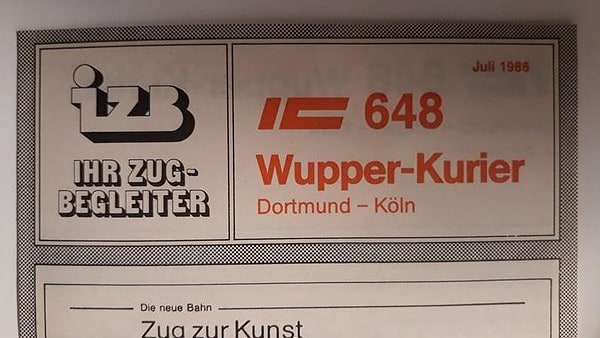 izb
IHR ZUG-
BEGLEITER
Juli 1986
IC 648
Wupper-Kurier
Dortmund – Köln
Die neue Bahn
Zug zur Kunst